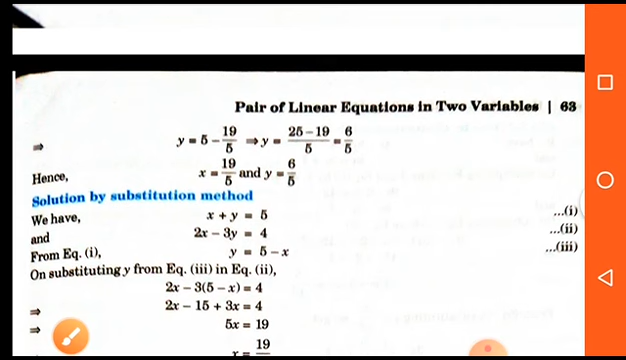 Pair of Linear Equations in Two Variables | 63
⇒ y = 5 - 19/5 ⇒ y = (25 - 19)/5 = 6/5
Hence, x = 19/5 and y = 6/5
Solution by substitution method
We have, x + y = 5 ...(i)
and 2x - 3y = 4 ...(ii)
From Eq. (i), y = 5 - x ...(iii)
On substituting y from Eq. (iii) in Eq. (ii),
2x - 3(5 - x) = 4
⇒ 2x - 15 + 3x = 4
⇒ 5x = 19
x = 19